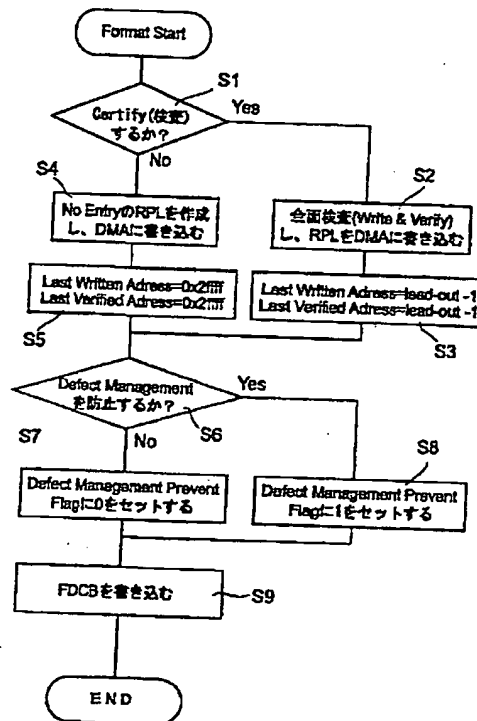 Format Start
S1
Certify(検査)
するか?
Yes
No
S4
S2
No EntryのRPLを作成
し、DMAに書き込む
全面検査(Write & Verify)
し、RPLをDMAに書き込む
Last Written Adress=0x2ffff
Last Verified Adress=0x2ffff
Last Written Adress=lead-out -1
Last Verified Adress=lead-out -1
S5
S3
Defect Management
を防止するか?
Yes
S6
S7
No
S8
Defect Management Prevent
Flagに0をセットする
Defect Management Prevent
Flagに1をセットする
FDCBを書き込む
S9
END